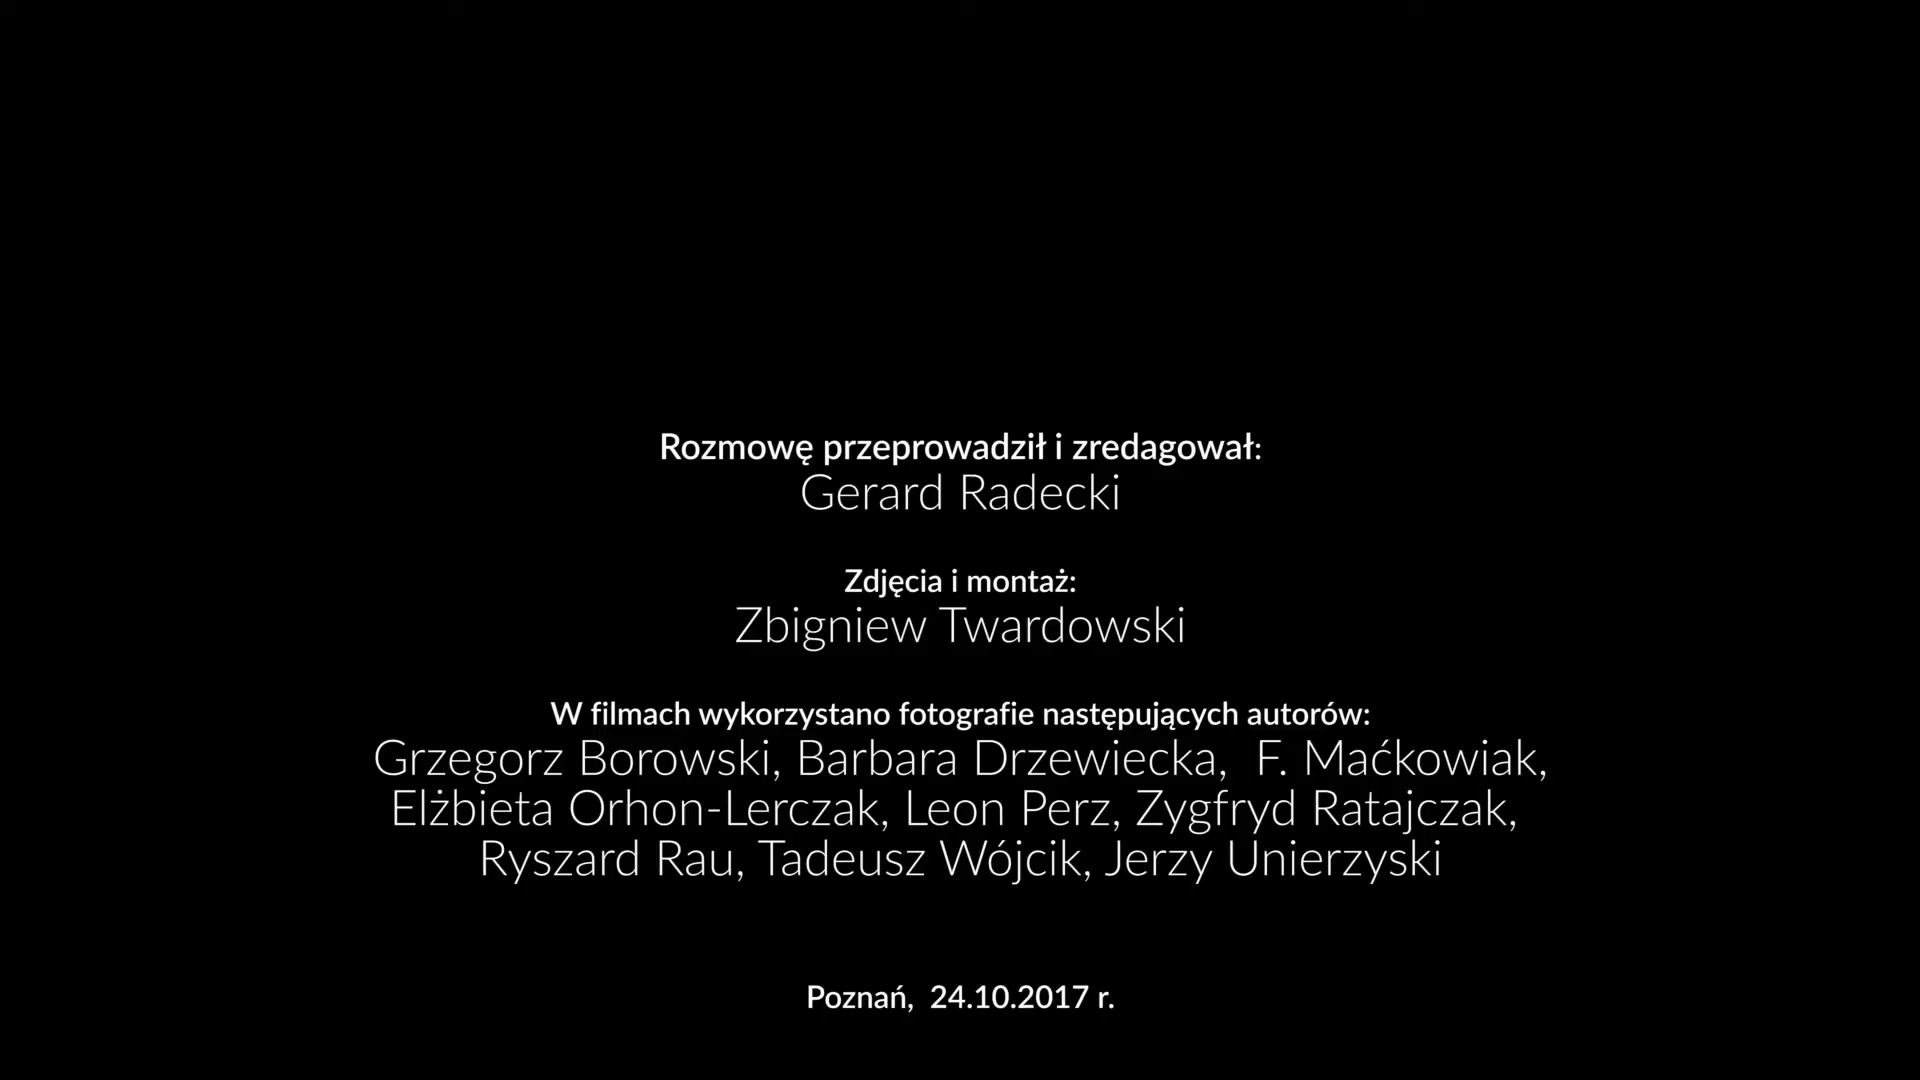 Rozmowę przeprowadził i zredagował:
Gerard Radecki
Zdjęcia i montaż:
Zbigniew Twardowski
W filmach wykorzystano fotografie następujących autorów:
Grzegorz Borowski, Barbara Drzewiecka,  F. Maćkowiak,
Elżbieta Orhon-Lerczak, Leon Perz, Zygfryd Ratajczak,
Ryszard Rau, Tadeusz Wójcik, Jerzy Unierzyski
Poznań,  24.10.2017 r.